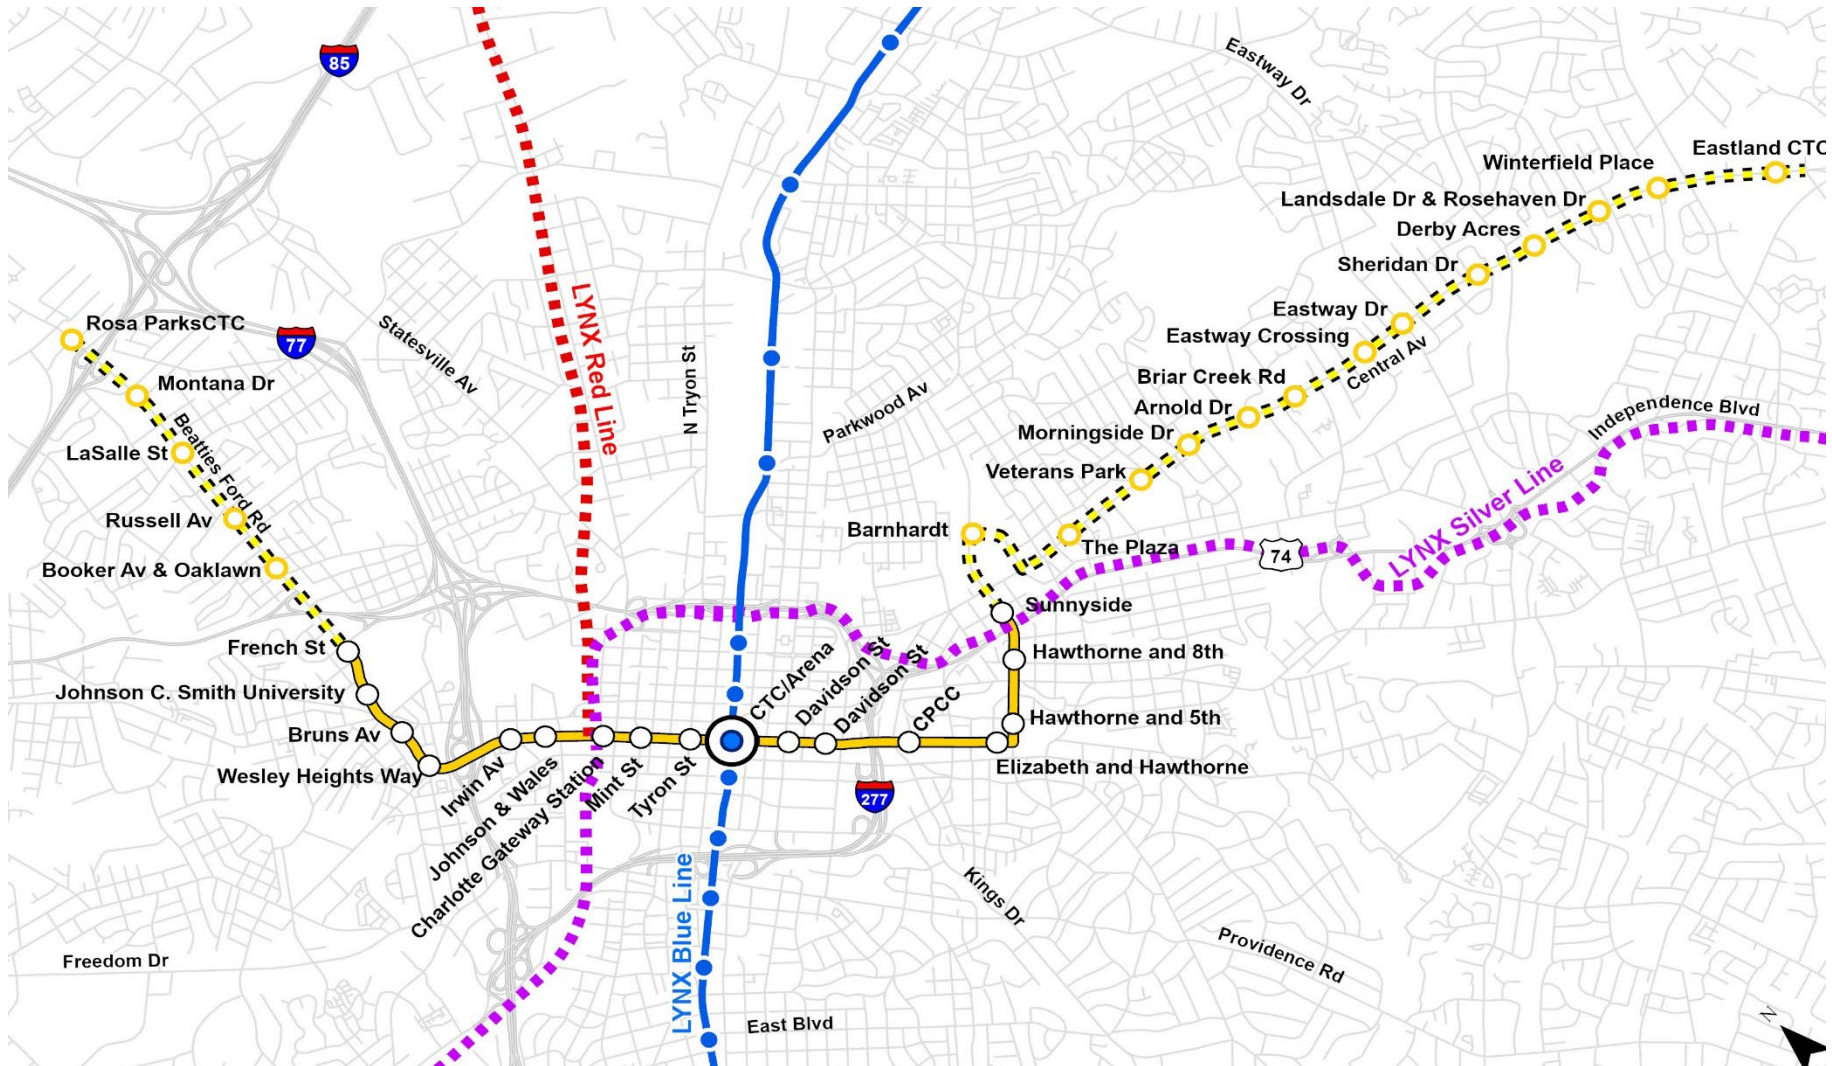 85
Eastway Dr
Eastland CTC
Winterfield Place
Landsdale Dr & Rosehaven Dr
Derby Acres
Sheridan Dr
Eastway Dr
Eastway Crossing
Central Av
Briar Creek Rd
Arnold Dr
Morningside Dr
Veterans Park
Barnhardt
The Plaza
Independence Blvd
LYNX Silver Line
74
Rosa ParksCTC
77
Statesville Av
LYNX Red Line
N Tryon St
Parkwood Av
Montana Dr
Beatties Ford Rd
LaSalle St
Russell Av
Booker Av & Oaklawn
French St
Johnson C. Smith University
Bruns Av
Wesley Heights Way
Irwin Av
Johnson & Wales
Charlotte Gateway Station
Mint St
Tyron St
CTC/Arena
Davidson St
Davidson St
CPCC
Sunnyside
Hawthorne and 8th
Hawthorne and 5th
Elizabeth and Hawthorne
277
LYNX Blue Line
Kings Dr
Providence Rd
Freedom Dr
East Blvd
N